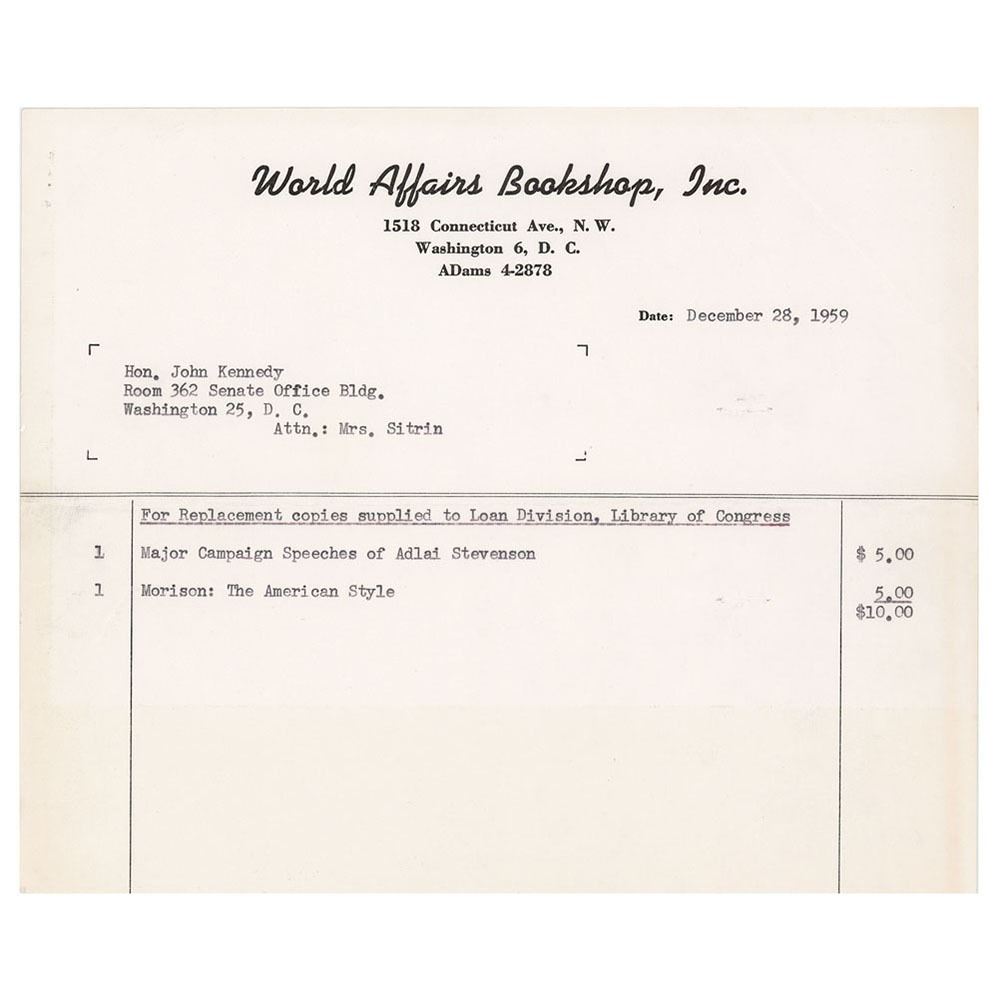 World Affairs Bookshop, Inc.
1518 Connecticut Ave., N. W.
Washington 6, D. C.
ADams 4-2878
Date: December 28, 1959
Hon. John Kennedy
Room 362 Senate Office Bldg.
Washington 25, D. C.
Attn.: Mrs. Sitrin
For Replacement copies supplied to Loan Division, Library of Congress
1 Major Campaign Speeches of Adlai Stevenson $ 5.00
1 Morison: The American Style 5.00
$10.00